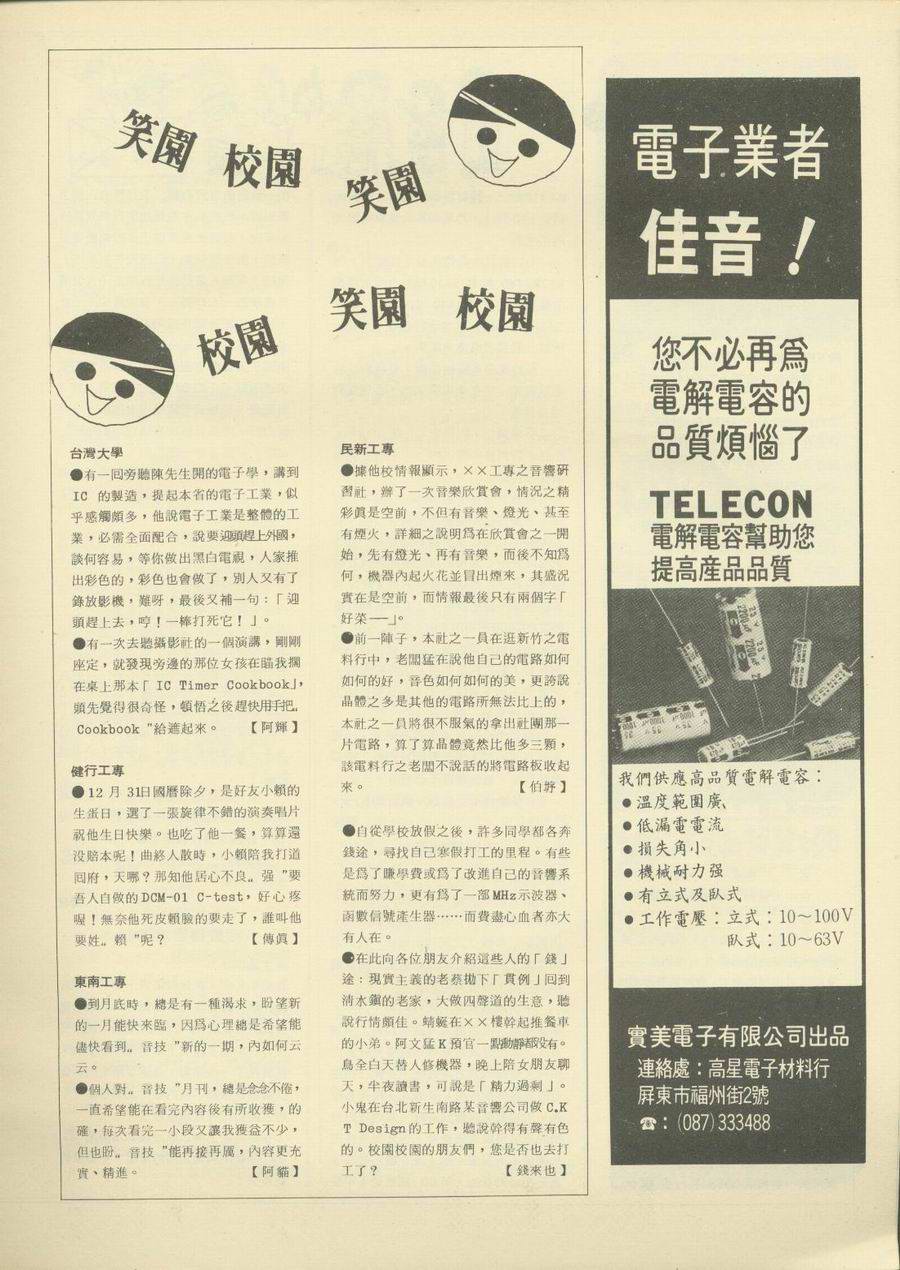 笑園
校園
笑園
校園
笑園
校園
台灣大學
●有一回旁聽陳先生開的電子學，講到
IC 的製造，提起本省的電子工業，似
乎感觸頗多，他說電子工業是整體的工
業，必需全面配合，說要迎頭趕上外國，
談何容易，等你做出黑白電視，人家推
出彩色的，彩色也會做了，別人又有了
錄放影機，難呀，最後又補一句：「迎
頭趕上去，哼！一棒打死它！」。
●有一次去聽攝影社的一個演講，剛剛
座定，就發現旁邊的那位女孩在瞄我擱
在桌上那本「 IC Timer Cookbook」，
頭先覺得很奇怪，頓悟之後趕快用手把〝
Cookbook 〞給遮起來。 【阿輝】
健行工專
●12 月 31日國曆除夕，是好友小賴的
生蛋日，選了一張旋律不錯的演奏唱片
祝他生日快樂。也吃了他一餐，算算還
沒賠本呢！曲終人散時，小賴陪我打道
回府，天哪？那知他居心不良〝强〞要
吾人自做的DCM-01 C-test，好心疼
喔！無奈他死皮賴臉的要走了，誰叫他
要姓〝賴〞呢？ 【傳眞】
東南工專
●到月底時，總是有一種渴求，盼望新
的一月能快來臨，因爲心理總是希望能
儘快看到〝音技〞新的一期，內如何云
云。
●個人對〝音技〞月刊，總是念念不倦，
一直希望能在看完內容後有所收獲，的
確，每次看完一小段又讓我獲益不少，
但也盼〝音技〞能再接再厲，內容更充
實、精進。 【阿貓】
民新工專
●據他校情報顯示，××工專之音響研
習社，辦了一次音樂欣賞會，情況之精
彩眞是空前，不但有音樂、燈光、甚至
有煙火，詳細之說明爲在欣賞會之一開
始，先有燈光、再有音樂，而後不知爲
何，機器內起火花並冒出煙來，其盛況
實在是空前，而情報最後只有兩個字「
好菜──」。
●前一陣子，本社之一員在逛新竹之電
料行中，老闆猛在說他自己的電路如何
如何的好，音色如何如何的美，更誇說
晶體之多是其他的電路所無法比上的，
本社之一員將很不服氣的拿出社團那一
片電路，算了算晶體竟然比他多三顆，
該電料行之老闆不說話的將電路板收起
來。 【伯靜】
●自從學校放假之後，許多同學都各奔
錢途，尋找自己寒假打工的里程。有些
是爲了賺學費或爲了改進自己的音響系
統而努力，更有爲了一部 MHz示波器、
函數信號產生器……而費盡心血者亦大
有人在。
●在此向各位朋友介紹這些人的「錢」
途：現實主義的老蔡拋下「貫例」回到
清水鎭的老家，大做四聲道的生意，聽
說行情頗佳。蜻蜓在××樓幹起推餐車
的小弟。阿文猛K預官一點動靜都沒有。
鳥全白天替人修機器，晚上陪女朋友聊
天，半夜讀書，可說是「精力過剩」。
小鬼在台北新生南路某音響公司做 C.K
T Design的工作，聽說幹得有聲有色
的。校園校園的朋友們，您是否也去打
工了？ 【錢來也】
電子業者
佳音！
您不必再爲
電解電容的
品質煩惱了
TELECON
電解電容幫助您
提高產品品質
我們供應高品質電解電容：
●溫度範圍廣、
●低漏電電流
●損失角小
●機械耐力强
●有立式及臥式
●工作電壓：立式：10～100V
臥式：10～63V
實美電子有限公司出品
連絡處：高星電子材料行
屏東市福州街2號
☎：(087)333488